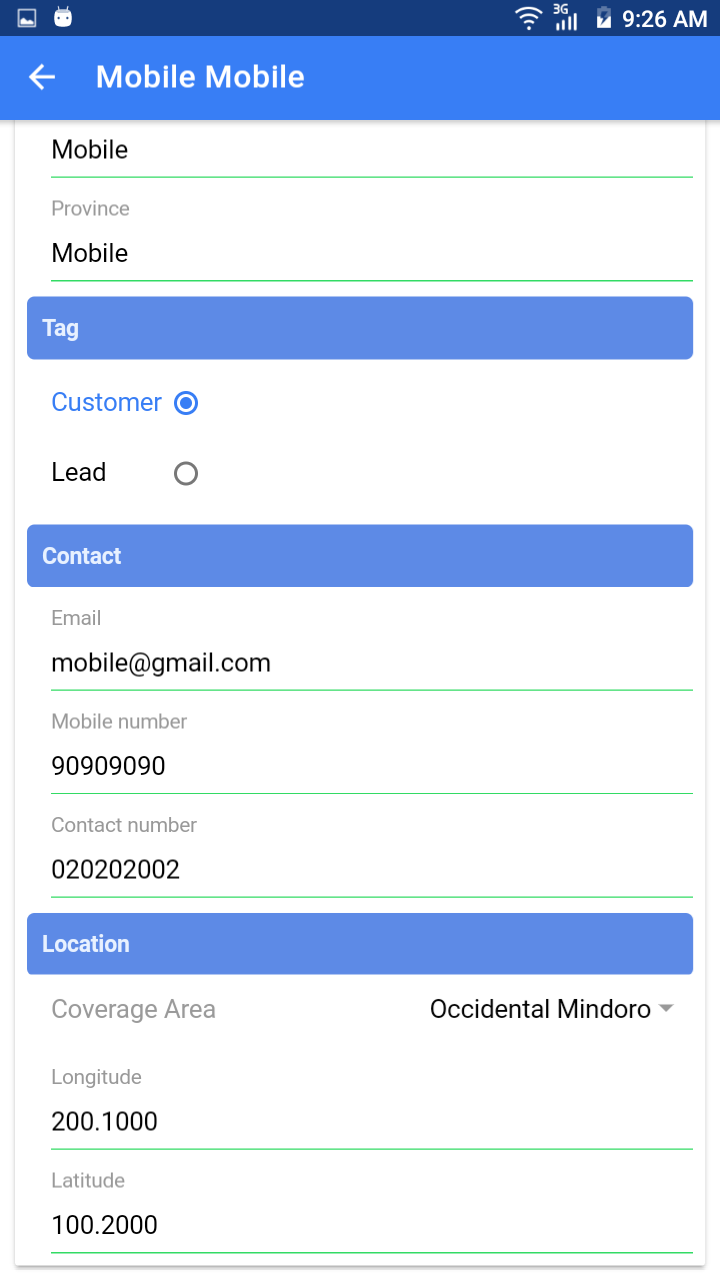 3G 9:26 AM
Mobile Mobile
Mobile
Province
Mobile
Tag
Customer
Lead
Contact
Email
mobile@gmail.com
Mobile number
90909090
Contact number
020202002
Location
Coverage Area Occidental Mindoro
Longitude
200.1000
Latitude
100.2000